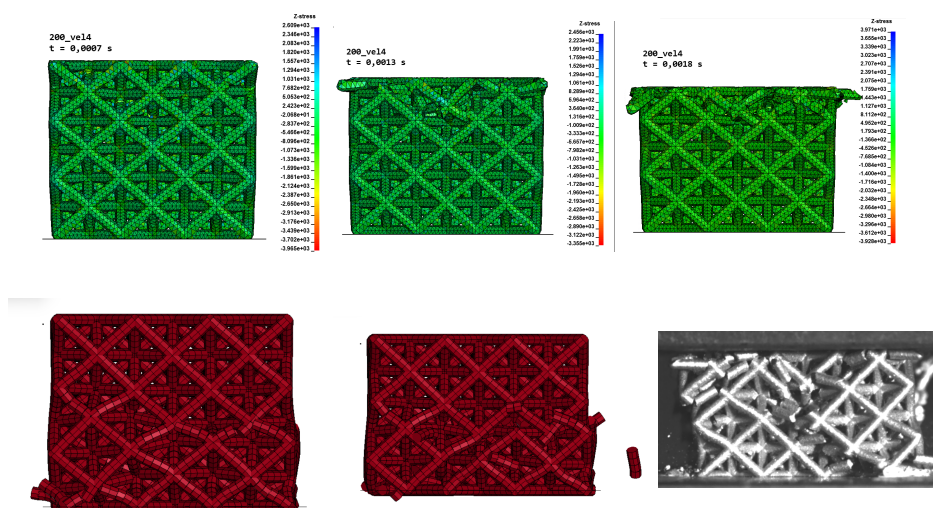 200_vel4
t = 0,0007 s
Z-stress
2.609e+03
2.346e+03
2.083e+03
1.820e+03
1.557e+03
1.294e+03
1.031e+03
7.682e+02
5.053e+02
2.423e+02
-2.068e+01
-2.837e+02
-5.466e+02
-8.096e+02
-1.073e+03
-1.336e+03
-1.599e+03
-1.861e+03
-2.124e+03
-2.387e+03
-2.650e+03
-2.913e+03
-3.176e+03
-3.439e+03
-3.702e+03
-3.965e+03
200_vel4
t = 0,0013 s
Z-stress
2.455e+03
2.223e+03
1.991e+03
1.759e+03
1.526e+03
1.294e+03
1.061e+03
8.289e+02
5.964e+02
3.640e+02
1.316e+02
-1.009e+02
-3.333e+02
-5.657e+02
-7.982e+02
-1.031e+03
-1.263e+03
-1.495e+03
-1.728e+03
-1.960e+03
-2.193e+03
-2.425e+03
-2.658e+03
-2.890e+03
-3.122e+03
-3.355e+03
200_vel4
t = 0,0018 s
Z-stress
3.971e+03
3.655e+03
3.339e+03
3.023e+03
2.707e+03
2.391e+03
2.075e+03
1.759e+03
1.443e+03
1.127e+03
8.112e+02
4.952e+02
1.793e+02
-1.366e+02
-4.526e+02
-7.685e+02
-1.084e+03
-1.400e+03
-1.716e+03
-2.032e+03
-2.348e+03
-2.664e+03
-2.980e+03
-3.296e+03
-3.612e+03
-3.928e+03